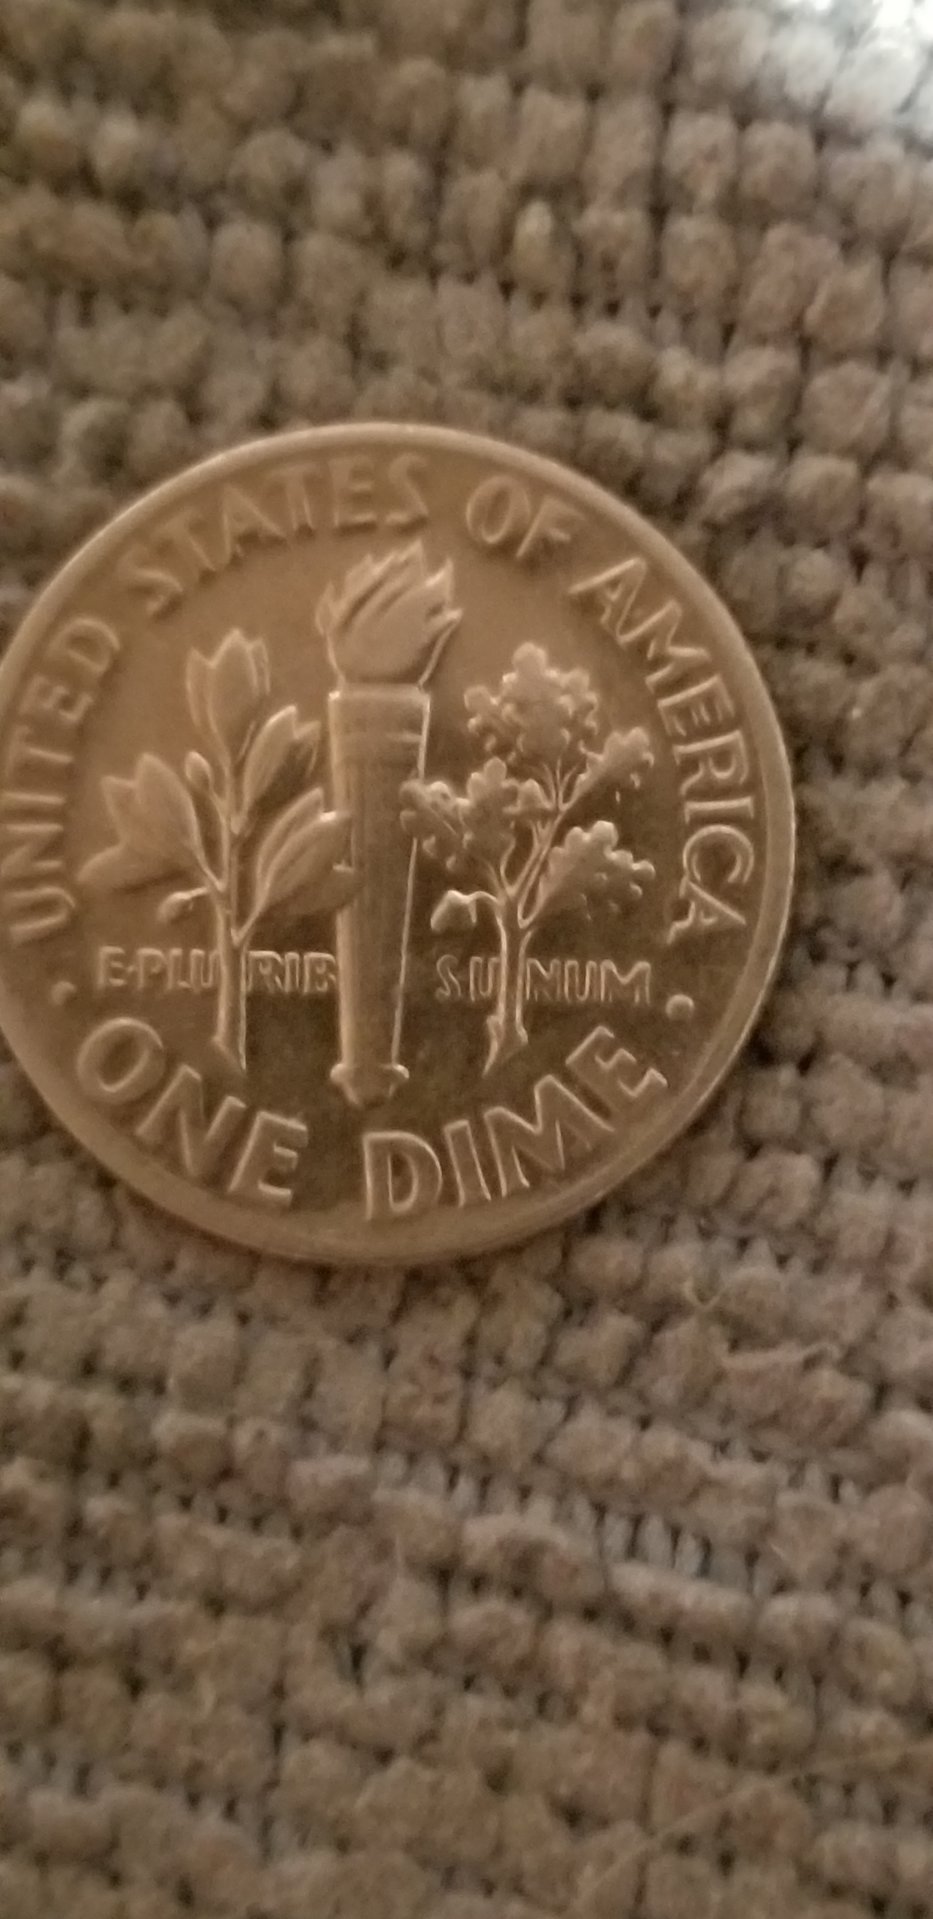 UNITED STATES OF AMERICA
E·PLURIBUS UNUM
ONE DIME